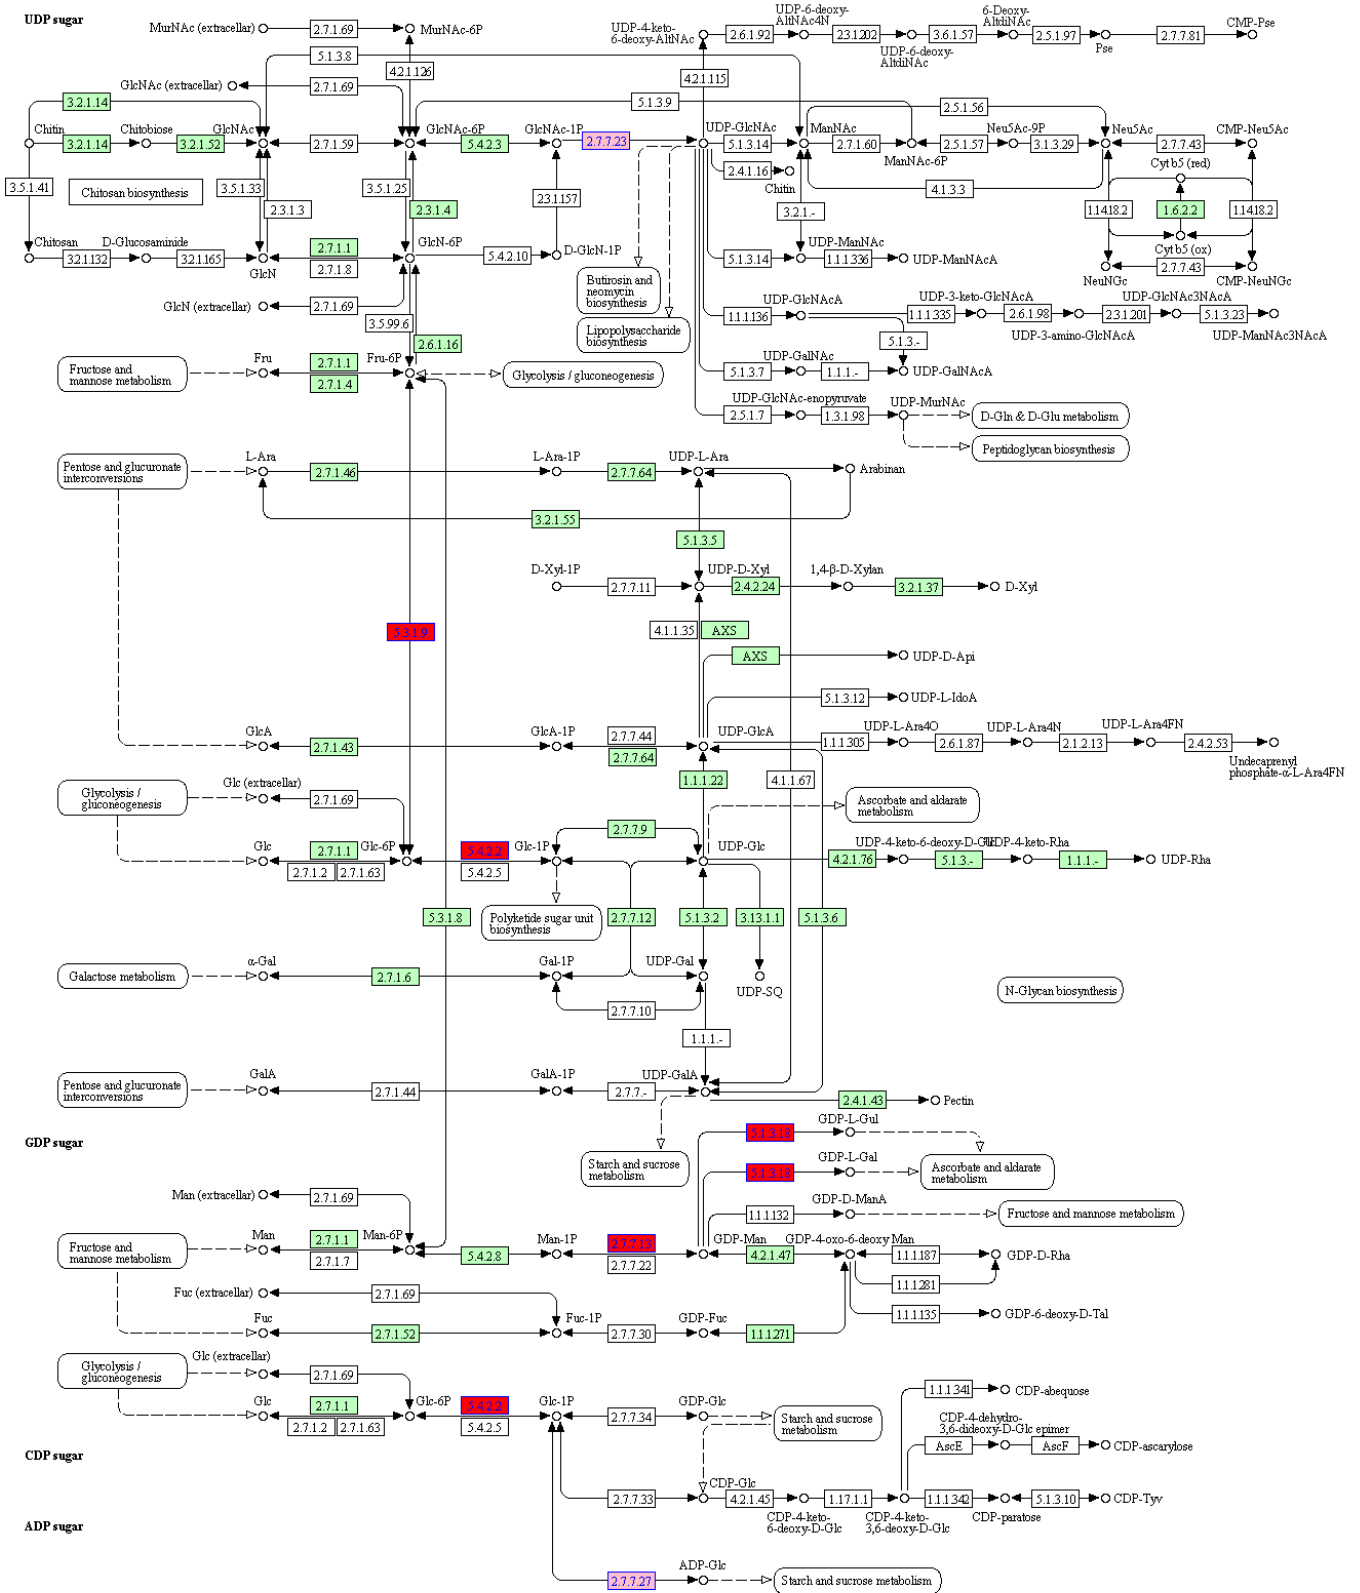 UDP sugar
MurNAc (extracellar)
2.7.1.69
MurNAc-6P
5.1.3.8
4.2.1.126
GlcNAc (extracellar)
2.7.1.69
UDP-4-keto-
6-deoxy-AltNAc
2.6.1.92
UDP-6-deoxy-
AltNAc4N
2.3.1.202
UDP-6-deoxy-
AltdiNAc
3.6.1.57
6-Deoxy-
AltdiNAc
2.5.1.97
Pse
2.7.7.81
CMP-Pse
4.2.1.115
3.2.1.14
5.1.3.9
2.5.1.56
Chitin
3.2.1.14
Chitobiose
3.2.1.52
GlcNAc
2.7.1.59
GlcNAc-6P
5.4.2.3
GlcNAc-1P
2.7.7.23
UDP-GlcNAc
5.1.3.14
ManNAc
2.7.1.60
ManNAc-6P
2.5.1.57
Neu5Ac-9P
3.1.3.29
Neu5Ac
2.7.7.43
CMP-Neu5Ac
2.4.1.16
Chitin
Cyt b5 (red)
3.5.1.41
Chitosan biosynthesis
3.5.1.33
2.3.1.3
3.5.1.25
2.3.1.4
2.3.1.157
3.2.1.-
4.1.3.3
1.14.18.2
1.6.2.2
1.14.18.2
Cyt b5 (ox)
Chitosan
3.2.1.132
D-Glucosaminide
3.2.1.165
GlcN
2.7.1.1
2.7.1.8
GlcN-6P
5.4.2.10
D-GlcN-1P
5.1.3.14
UDP-ManNAc
1.1.1.336
UDP-ManNAcA
NeuNGc
2.7.7.43
CMP-NeuNGc
Butirosin and
neomycin
biosynthesis
GlcN (extracellar)
2.7.1.69
3.5.99.6
2.6.1.16
Lipopolysaccharide
biosynthesis
1.1.1.136
UDP-GlcNAcA
1.1.1.335
UDP-3-keto-GlcNAcA
2.6.1.98
UDP-3-amino-GlcNAcA
2.3.1.201
UDP-GlcNAc3NAcA
5.1.3.23
UDP-ManNAc3NAcA
5.1.3.-
Fructose and
mannose metabolism
Fru
2.7.1.1
2.7.1.4
Fru-6P
Glycolysis / gluconeogenesis
5.1.3.7
UDP-GalNAc
1.1.1.-
UDP-GalNAcA
2.5.1.7
UDP-GlcNAc-enopyruvate
1.3.1.98
UDP-MurNAc
D-Gln & D-Glu metabolism
Peptidoglycan biosynthesis
Pentose and glucuronate
interconversions
L-Ara
2.7.1.46
L-Ara-1P
2.7.7.64
UDP-L-Ara
Arabinan
3.2.1.55
5.1.3.5
D-Xyl-1P
2.7.7.11
UDP-D-Xyl
2.4.2.24
1,4-β-D-Xylan
3.2.1.37
D-Xyl
5.3.1.9
4.1.1.35
AXS
AXS
UDP-D-Api
5.1.3.12
UDP-L-IdoA
GlcA
2.7.1.43
GlcA-1P
2.7.7.44
2.7.7.64
UDP-GlcA
1.1.1.305
UDP-L-Ara4O
2.6.1.87
UDP-L-Ara4N
2.1.2.13
UDP-L-Ara4FN
2.4.2.53
Undecaprenyl
phosphate-α-L-Ara4FN
1.1.1.22
4.1.1.67
Glycolysis /
gluconeogenesis
Glc (extracellar)
2.7.1.69
Ascorbate and aldarate
metabolism
2.7.7.9
Glc
2.7.1.1
2.7.1.2
2.7.1.63
Glc-6P
5.4.2.2
5.4.2.5
Glc-1P
UDP-Glc
4.2.1.76
UDP-4-keto-6-deoxy-D-Glc
5.1.3.-
UDP-4-keto-Rha
1.1.1.-
UDP-Rha
5.3.1.8
Polyketide sugar unit
biosynthesis
2.7.7.12
5.1.3.2
3.13.1.1
5.1.3.6
Galactose metabolism
α-Gal
2.7.1.6
Gal-1P
UDP-Gal
UDP-SQ
N-Glycan biosynthesis
2.7.7.10
1.1.1.-
Pentose and glucuronate
interconversions
GalA
2.7.1.44
GalA-1P
2.7.7.-
UDP-GalA
2.4.1.43
Pectin
GDP sugar
Starch and sucrose
metabolism
5.1.3.18
GDP-L-Gul
5.1.3.18
GDP-L-Gal
Ascorbate and aldarate
metabolism
Man (extracellar)
2.7.1.69
1.1.1.132
GDP-D-ManA
Fructose and mannose metabolism
Fructose and
mannose metabolism
Man
2.7.1.1
2.7.1.7
Man-6P
5.4.2.8
Man-1P
2.7.7.13
2.7.7.22
GDP-Man
4.2.1.47
GDP-4-oxo-6-deoxy Man
1.1.1.187
GDP-D-Rha
1.1.1.281
Fuc (extracellar)
2.7.1.69
1.1.1.135
GDP-6-deoxy-D-Tal
Fuc
2.7.1.52
Fuc-1P
2.7.7.30
GDP-Fuc
1.1.1.271
Glycolysis /
gluconeogenesis
Glc (extracellar)
2.7.1.69
Glc
2.7.1.1
2.7.1.2
2.7.1.63
Glc-6P
5.4.2.2
5.4.2.5
Glc-1P
2.7.7.34
GDP-Glc
Starch and sucrose
metabolism
1.1.1.341
CDP-abequose
CDP-4-dehydro-
3,6-dideoxy-D-Glc epimer
AscE
AscF
CDP-ascarylose
CDP sugar
2.7.7.33
CDP-Glc
4.2.1.45
CDP-4-keto-
6-deoxy-D-Glc
1.17.1.1
CDP-4-keto-
3,6-deoxy-D-Glc
1.1.1.342
CDP-paratose
5.1.3.10
CDP-Tyv
ADP sugar
2.7.7.27
ADP-Glc
Starch and sucrose metabolism